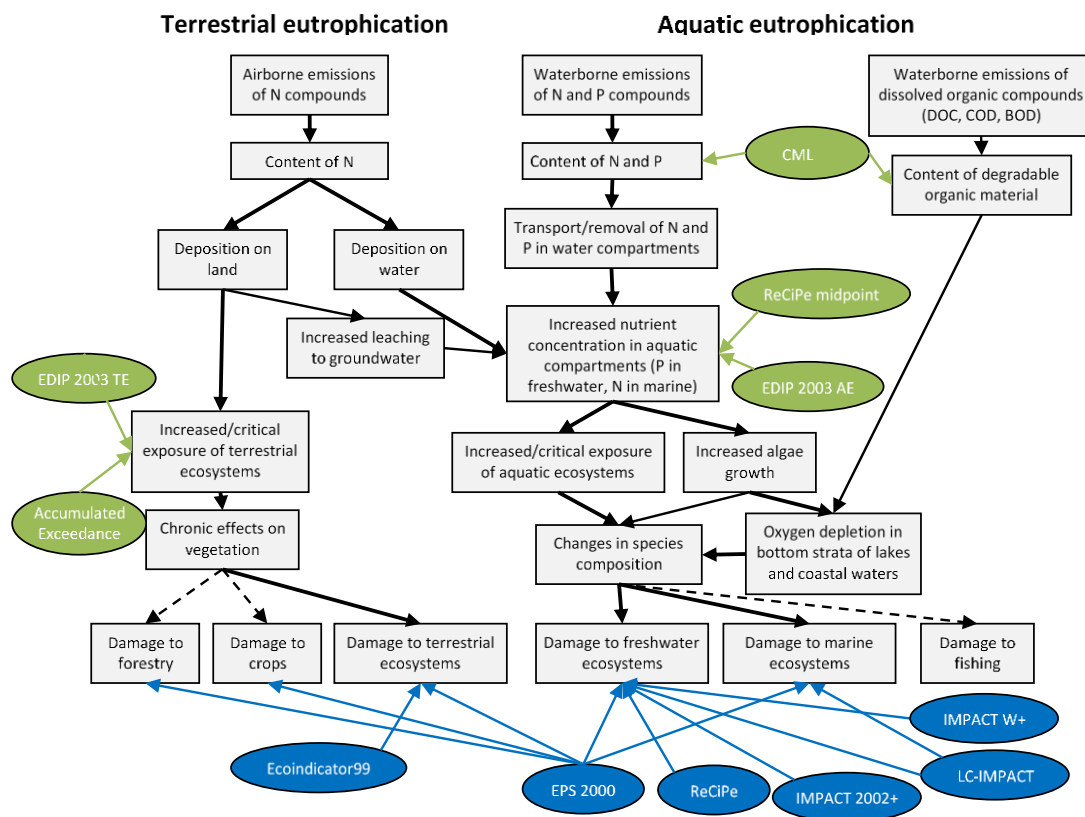 Terrestrial eutrophication
Aquatic eutrophication
Airborne emissions
of N compounds
Waterborne emissions
of N and P compounds
Waterborne emissions of
dissolved organic compounds
(DOC, COD, BOD)
Content of N
Content of N and P
CML
Content of degradable
organic material
Deposition on
land
Deposition on
water
Transport/removal of N and
P in water compartments
ReCiPe midpoint
Increased leaching
to groundwater
Increased nutrient
concentration in aquatic
compartments (P in
freshwater, N in marine)
EDIP 2003 TE
EDIP 2003 AE
Increased/critical
exposure of terrestrial
ecosystems
Increased/critical exposure
of aquatic ecosystems
Increased algae
growth
Accumulated
Exceedance
Chronic effects on
vegetation
Changes in species
composition
Oxygen depletion in
bottom strata of lakes
and coastal waters
Damage to
forestry
Damage to
crops
Damage to terrestrial
ecosystems
Damage to freshwater
ecosystems
Damage to marine
ecosystems
Damage to
fishing
IMPACT W+
Ecoindicator99
EPS 2000
ReCiPe
IMPACT 2002+
LC-IMPACT